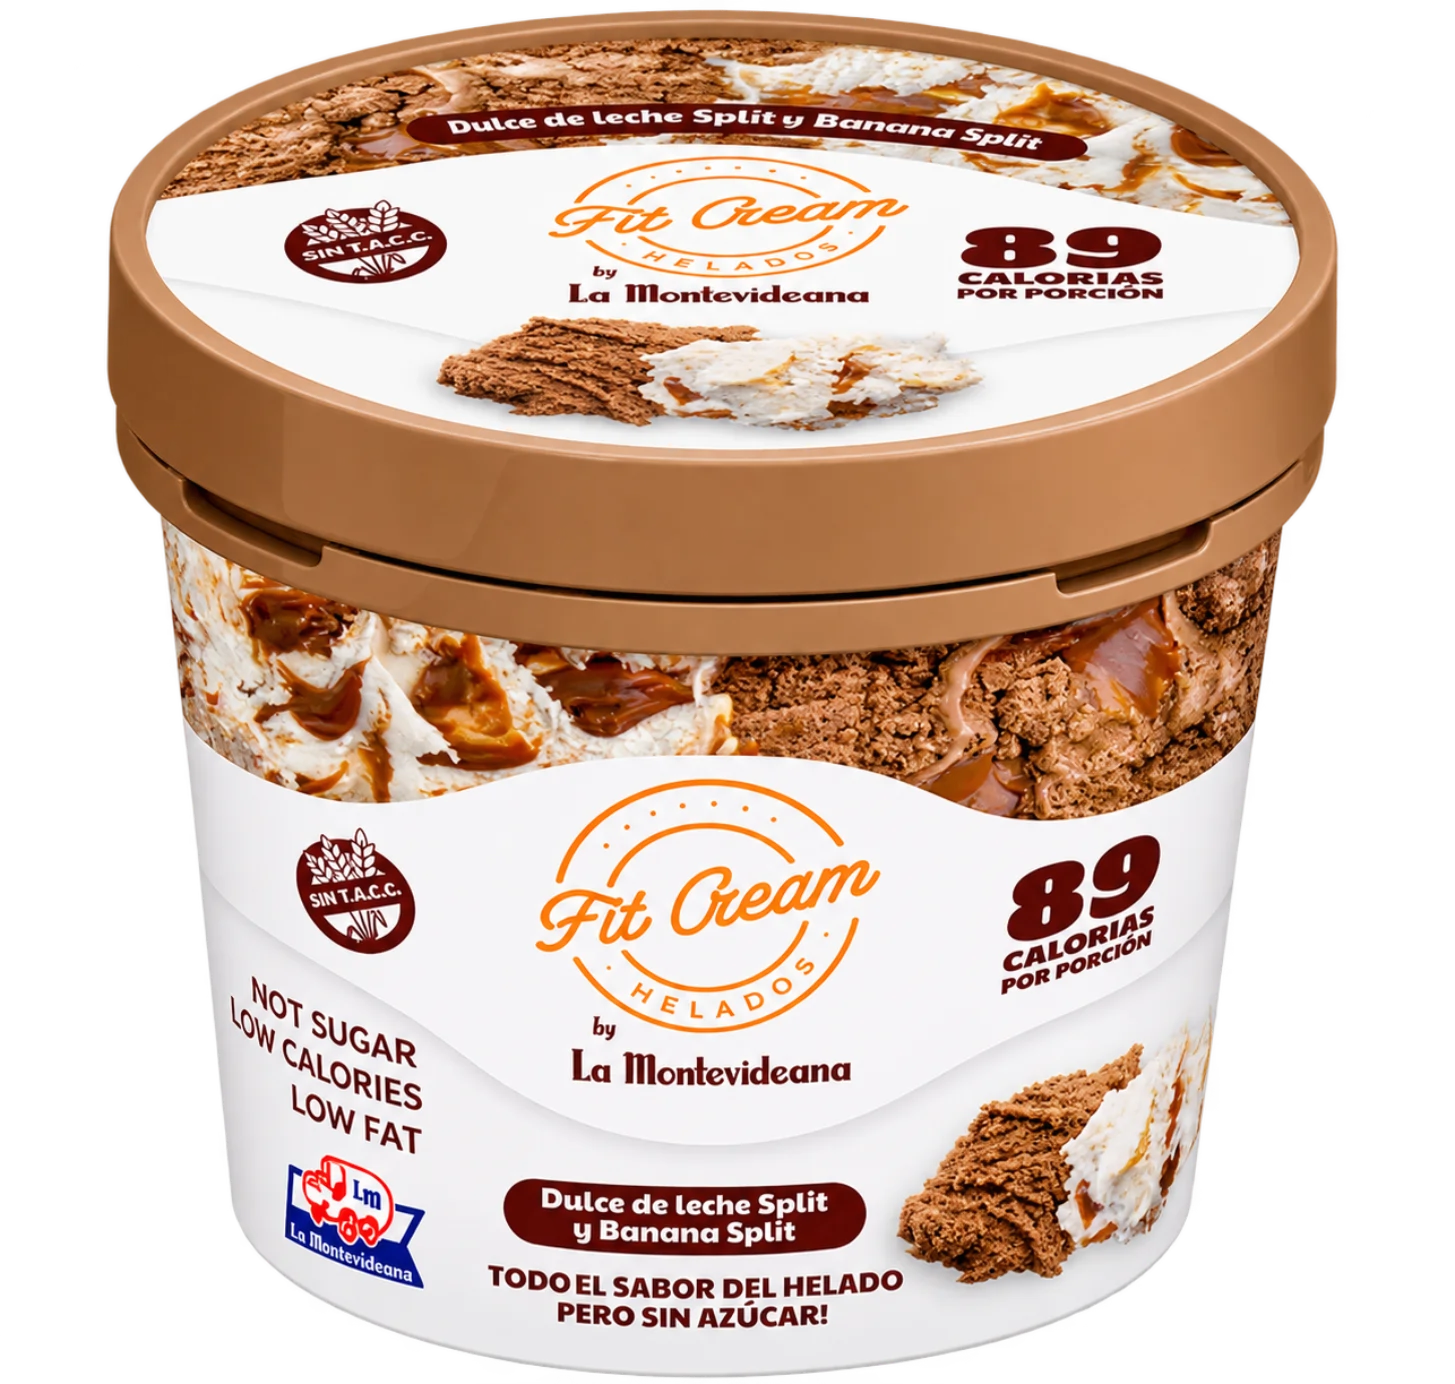 Dulce de leche Split y Banana Split
SIN T.A.C.C.
Fit Cream
HELADOS
by
La Montevideana
89
CALORIAS
POR PORCIÓN
SIN T.A.C.C.
Fit Cream
HELADOS
by
La Montevideana
89
CALORIAS
POR PORCIÓN
NOT SUGAR
LOW CALORIES
LOW FAT
Lm
La Montevideana
Dulce de leche Split
y Banana Split
TODO EL SABOR DEL HELADO
PERO SIN AZÚCAR!